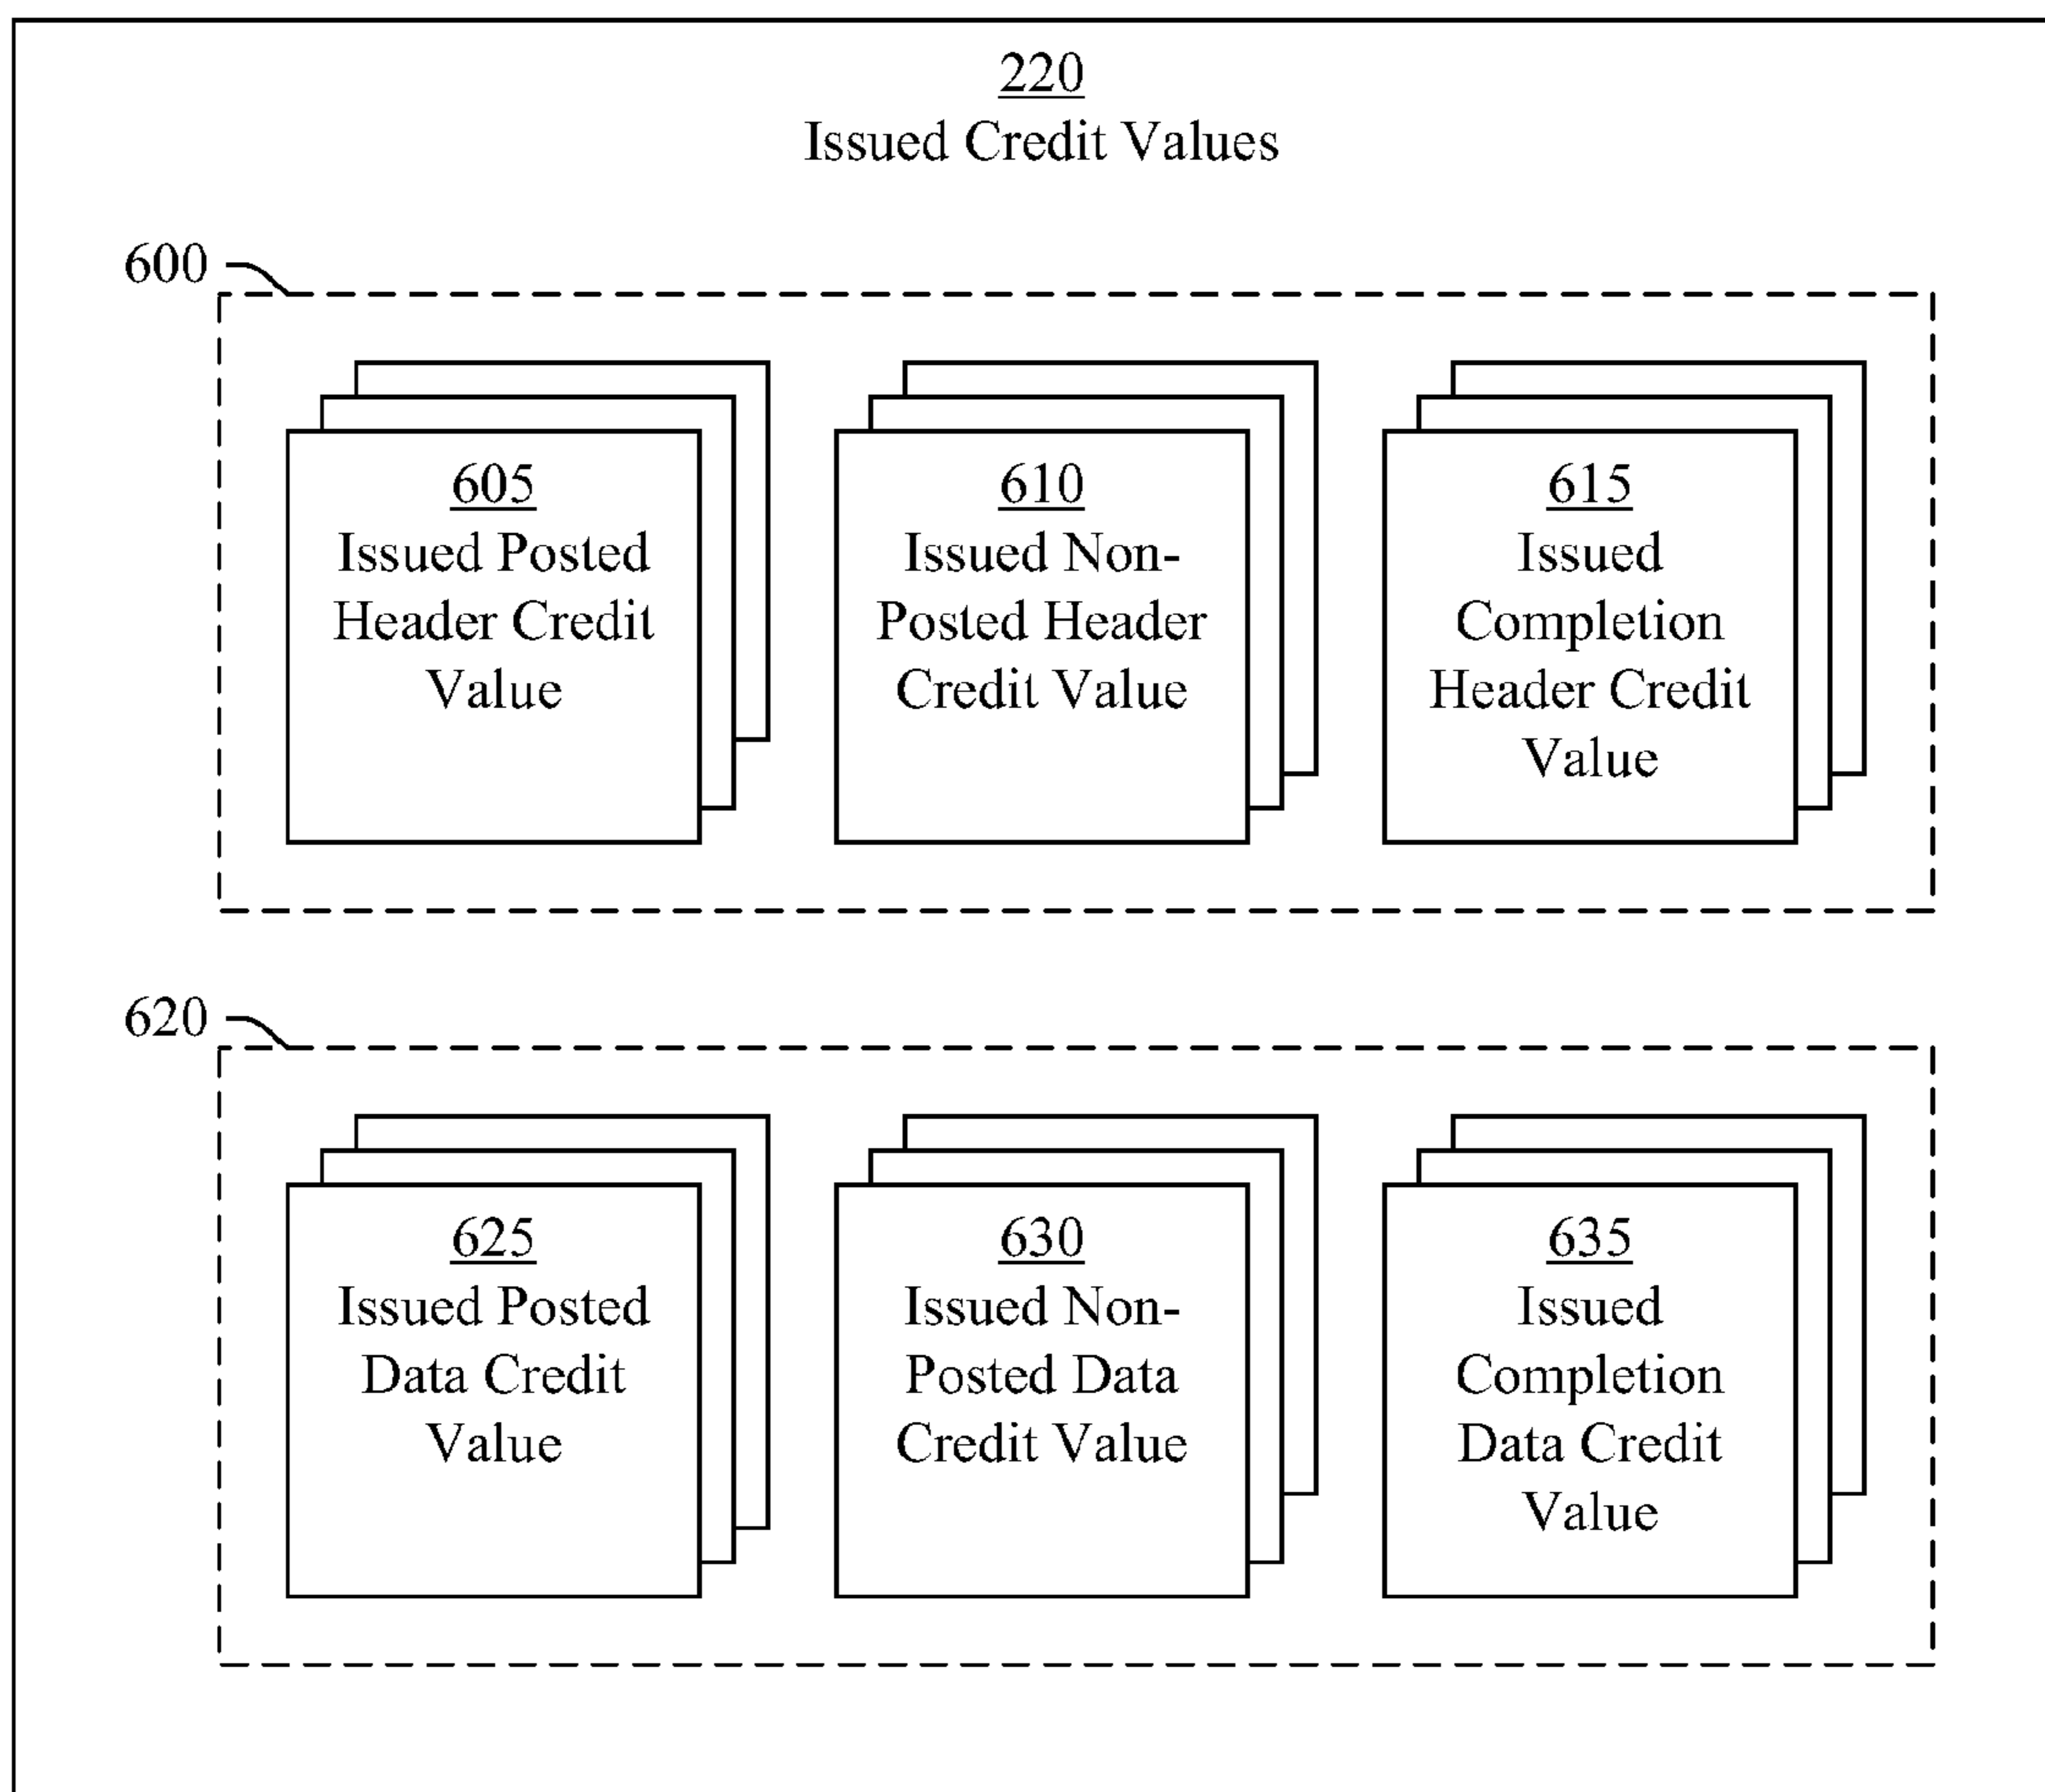 220
Issued Credit Values
600
605
Issued Posted
Header Credit
Value
610
Issued Non-
Posted Header
Credit Value
615
Issued
Completion
Header Credit
Value
620
625
Issued Posted
Data Credit
Value
630
Issued Non-
Posted Data
Credit Value
635
Issued
Completion
Data Credit
Value